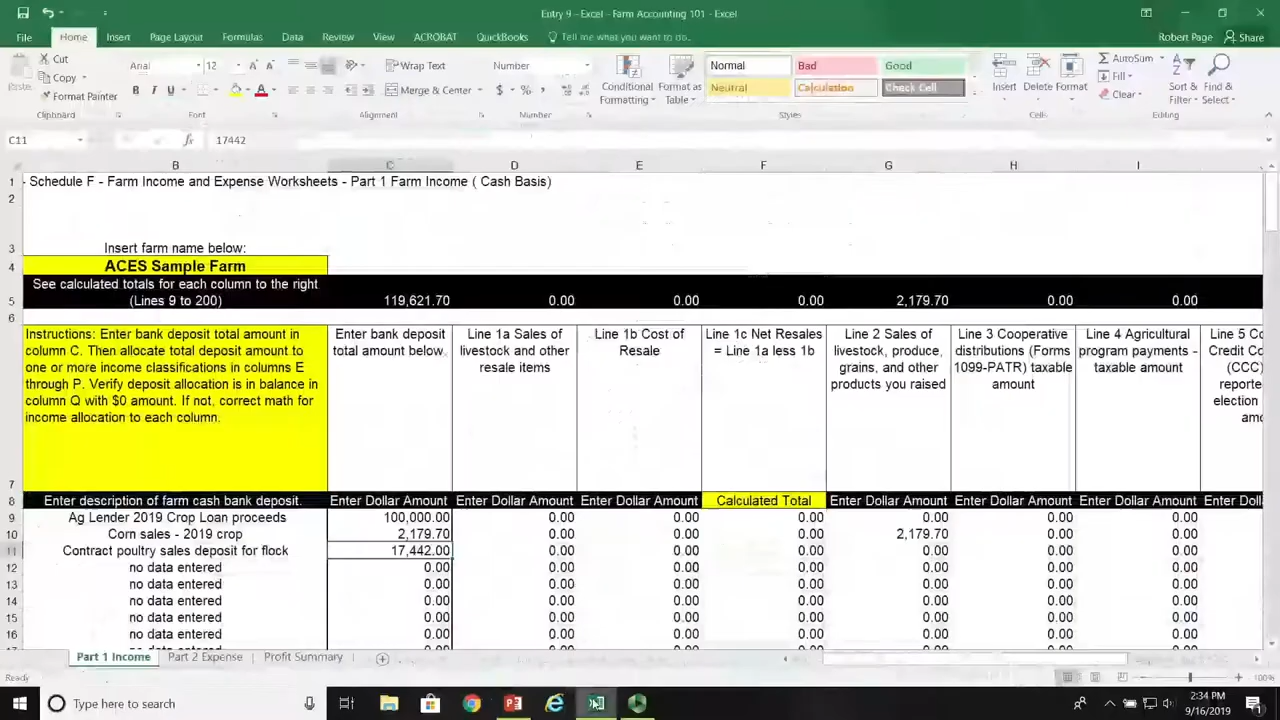 Entry 9 - Excel - Farm Accounting 101 - Excel
File Home Insert Page Layout Formulas Data Review View ACROBAT QuickBooks Tell me what you want to do... Robert Page Share
Cut
Copy
Format Painter
Paste
Clipboard
Arial 12
B I U
Font
Wrap Text
Merge & Center
Alignment
Number
$ % ,
Number
Conditional Formatting
Format as Table
Normal Bad Good
Neutral Calculation Check Cell
Styles
Insert Delete Format
Cells
AutoSum
Fill
Clear
Sort & Filter
Find & Select
Editing
C11 fx 17442
B C D E F G H I
1 - Schedule F - Farm Income and Expense Worksheets - Part 1 Farm Income ( Cash Basis)
2
3 Insert farm name below:
4 ACES Sample Farm
See calculated totals for each column to the right
5 (Lines 9 to 200) 119,621.70 0.00 0.00 0.00 2,179.70 0.00 0.00
6
Instructions: Enter bank deposit total amount in
column C. Then allocate total deposit amount to
one or more income classifications in columns E
through P. Verify deposit allocation is in balance in
column Q with $0 amount. If not, correct math for
income allocation to each column.
Enter bank deposit
total amount below.
Line 1a Sales of
livestock and other
resale items
Line 1b Cost of
Resale
Line 1c Net Resales
= Line 1a less 1b
Line 2 Sales of
livestock, produce,
grains, and other
products you raised
Line 3 Cooperative
distributions (Forms
1099-PATR) taxable
amount
Line 4 Agricultural
program payments -
taxable amount
Line 5 C
Credit Co
(CCC)
reporte
election
amo
7
8 Enter description of farm cash bank deposit. Enter Dollar Amount Enter Dollar Amount Enter Dollar Amount Calculated Total Enter Dollar Amount Enter Dollar Amount Enter Dollar Amount Enter Doll
9 Ag Lender 2019 Crop Loan proceeds 100,000.00 0.00 0.00 0.00 0.00 0.00 0.00
10 Corn sales - 2019 crop 2,179.70 0.00 0.00 0.00 2,179.70 0.00 0.00
11 Contract poultry sales deposit for flock 17,442.00 0.00 0.00 0.00 0.00 0.00 0.00
12 no data entered 0.00 0.00 0.00 0.00 0.00 0.00 0.00
13 no data entered 0.00 0.00 0.00 0.00 0.00 0.00 0.00
14 no data entered 0.00 0.00 0.00 0.00 0.00 0.00 0.00
15 no data entered 0.00 0.00 0.00 0.00 0.00 0.00 0.00
16 no data entered 0.00 0.00 0.00 0.00 0.00 0.00 0.00
Part 1 Income Part 2 Expense Profit Summary
Ready 100%
Type here to search
2:34 PM
9/16/2019